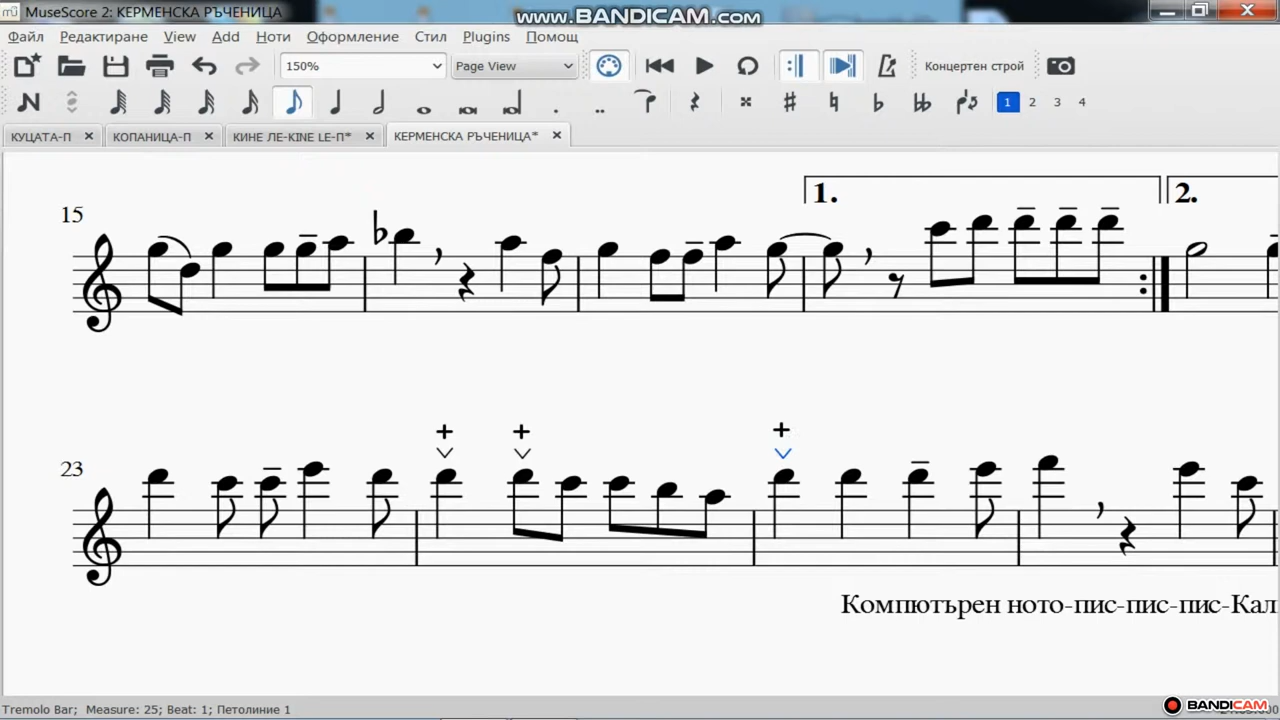 MuseScore 2: КЕРМЕНСКА РЪЧЕНИЦА
www.BANDICAM.com
Файл Редактиране View Add Ноти Оформление Стил Plugins Помощ
150% Page View Концертен строй
1 2 3 4
КУЦАТА-П КОПАНИЦА-П КИНЕ ЛЕ-KINE LE-П* КЕРМЕНСКА РЪЧЕНИЦА*
1. 2.
15
23
Компютърен ното-пис-пис-пис-Кал
Tremolo Bar; Measure: 25; Beat: 1; Петолиние 1
BANDICAM